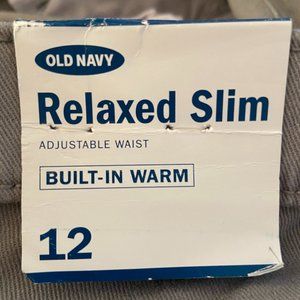 OLD NAVY
Relaxed Slim
ADJUSTABLE WAIST
BUILT-IN WARM
12